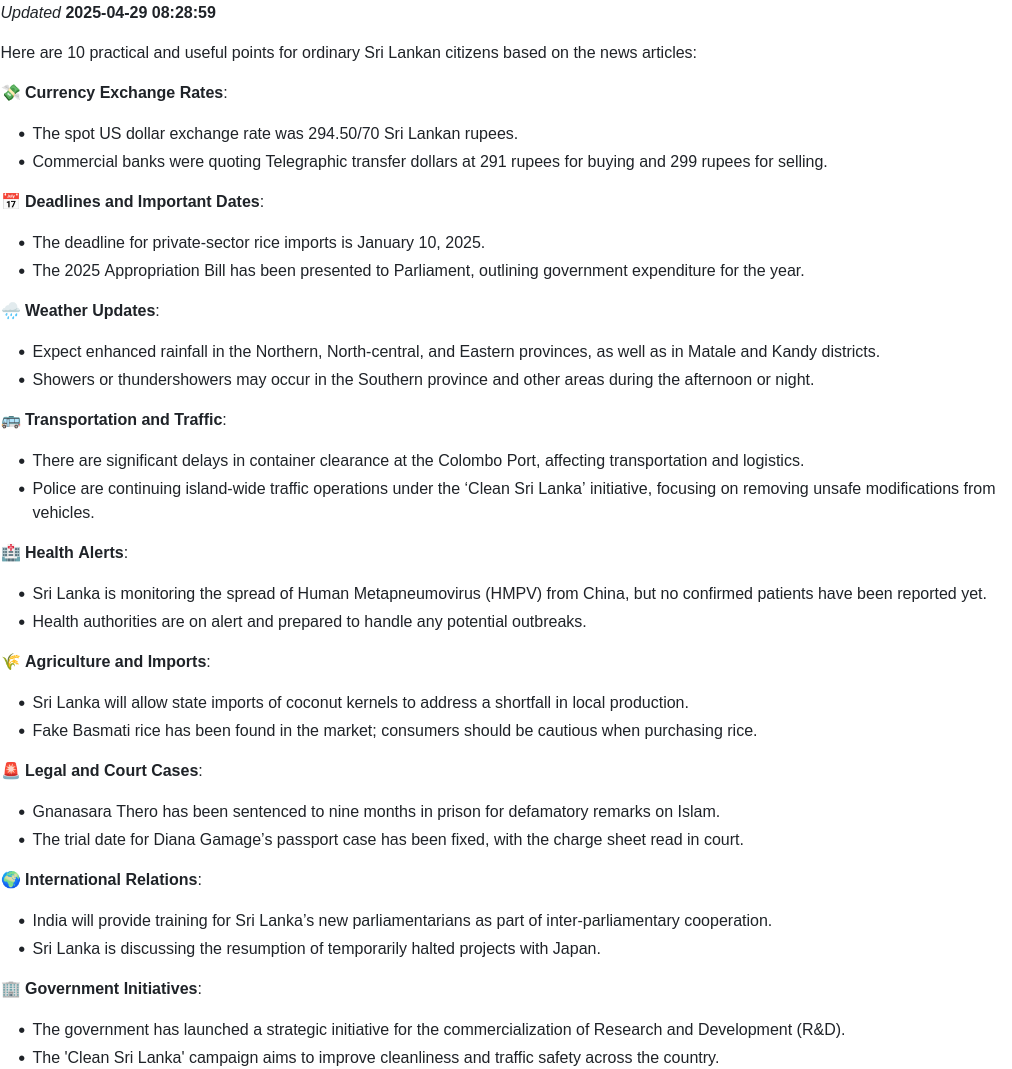 Updated 2025-04-29 08:28:59
Here are 10 practical and useful points for ordinary Sri Lankan citizens based on the news articles:
💸 Currency Exchange Rates:
• The spot US dollar exchange rate was 294.50/70 Sri Lankan rupees.
• Commercial banks were quoting Telegraphic transfer dollars at 291 rupees for buying and 299 rupees for selling.
📅 Deadlines and Important Dates:
• The deadline for private-sector rice imports is January 10, 2025.
• The 2025 Appropriation Bill has been presented to Parliament, outlining government expenditure for the year.
🌧️ Weather Updates:
• Expect enhanced rainfall in the Northern, North-central, and Eastern provinces, as well as in Matale and Kandy districts.
• Showers or thundershowers may occur in the Southern province and other areas during the afternoon or night.
🚌 Transportation and Traffic:
• There are significant delays in container clearance at the Colombo Port, affecting transportation and logistics.
• Police are continuing island-wide traffic operations under the ‘Clean Sri Lanka’ initiative, focusing on removing unsafe modifications from
vehicles.
🏥 Health Alerts:
• Sri Lanka is monitoring the spread of Human Metapneumovirus (HMPV) from China, but no confirmed patients have been reported yet.
• Health authorities are on alert and prepared to handle any potential outbreaks.
🌾 Agriculture and Imports:
• Sri Lanka will allow state imports of coconut kernels to address a shortfall in local production.
• Fake Basmati rice has been found in the market; consumers should be cautious when purchasing rice.
🚨 Legal and Court Cases:
• Gnanasara Thero has been sentenced to nine months in prison for defamatory remarks on Islam.
• The trial date for Diana Gamage’s passport case has been fixed, with the charge sheet read in court.
🌍 International Relations:
• India will provide training for Sri Lanka’s new parliamentarians as part of inter-parliamentary cooperation.
• Sri Lanka is discussing the resumption of temporarily halted projects with Japan.
🏢 Government Initiatives:
• The government has launched a strategic initiative for the commercialization of Research and Development (R&D).
• The 'Clean Sri Lanka' campaign aims to improve cleanliness and traffic safety across the country.